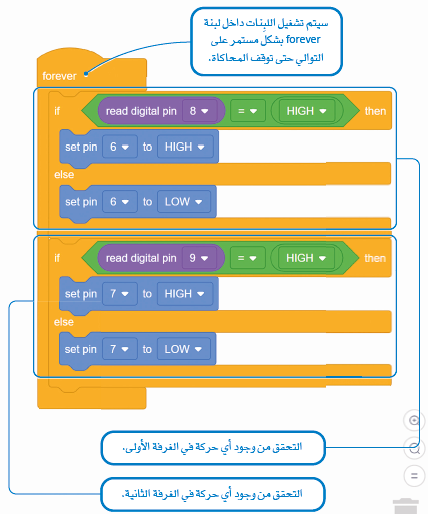 سيتم تشغيل اللبنات داخل لبنة
forever بشكل مستمر على
التوالي حتى توقف المحاكاة.
forever
if read digital pin 8 = HIGH then
set pin 6 to HIGH
else
set pin 6 to LOW
if read digital pin 9 = HIGH then
set pin 7 to HIGH
else
set pin 7 to LOW
التحقق من وجود أي حركة في الغرفة الأولى.
التحقق من وجود أي حركة في الغرفة الثانية.